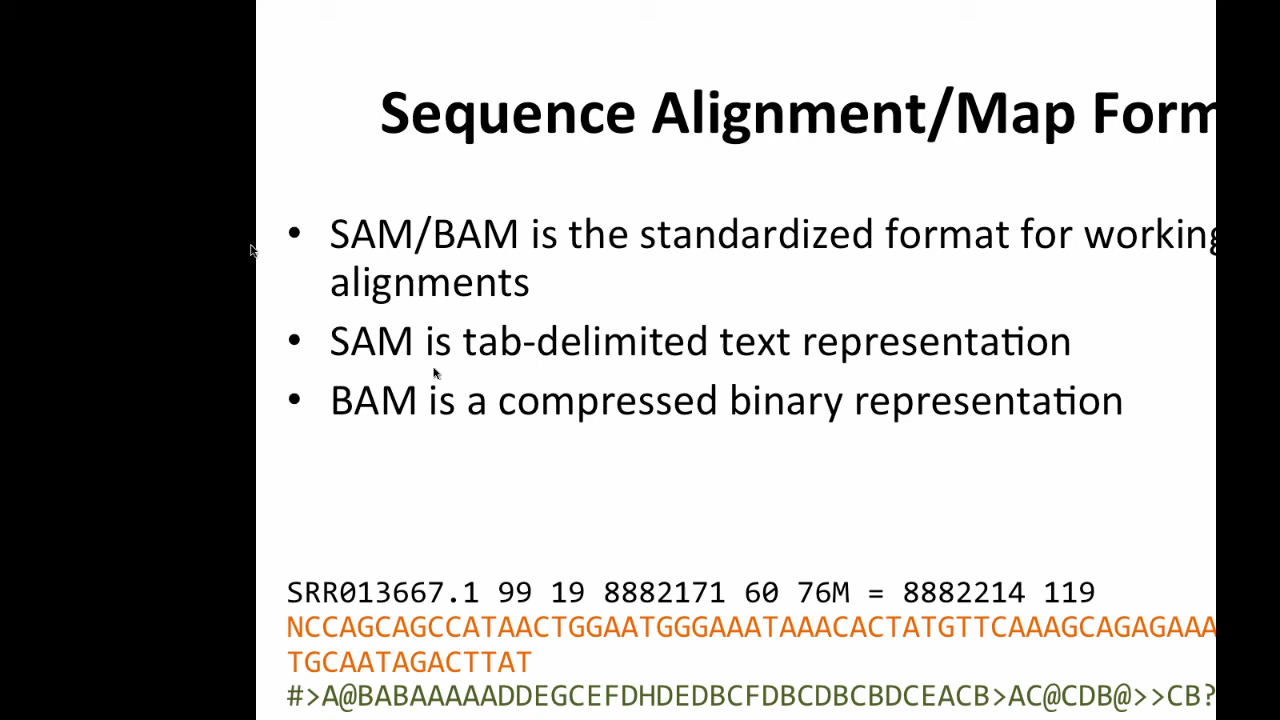 Sequence Alignment/Map Form
• SAM/BAM is the standardized format for working
alignments
• SAM is tab-delimited text representation
• BAM is a compressed binary representation
SRR013667.1 99 19 8882171 60 76M = 8882214 119
NCCAGCAGCCATAACTGGAATGGGAAATAAACACTATGTTCAAAGCAGAGAAA
TGCAATAGACTTAT
#>A@BABAAAAADDEGCEFDHDEDBCFDBCDBCBDCEACB>AC@CDB@>>CB?